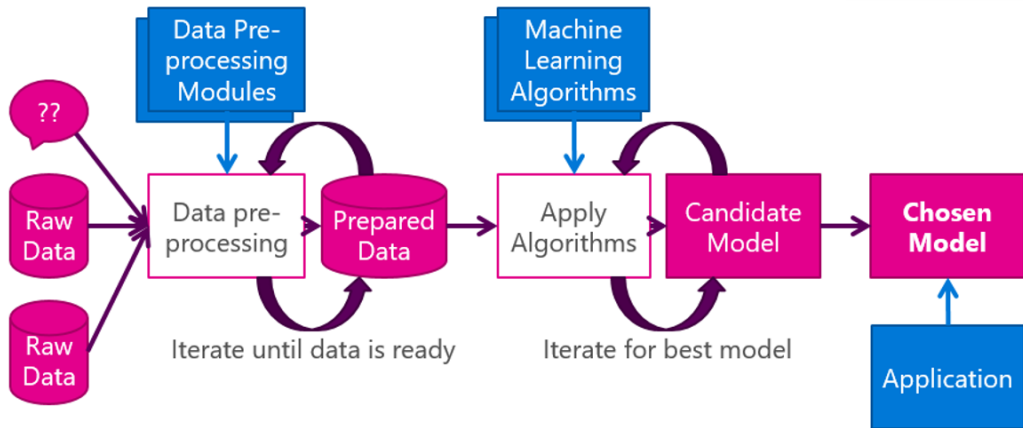 Data Pre-
processing
Modules
Machine
Learning
Algorithms
??
Raw
Data
Raw
Data
Data pre-
processing
Prepared
Data
Apply
Algorithms
Candidate
Model
Chosen
Model
Iterate until data is ready
Iterate for best model
Application